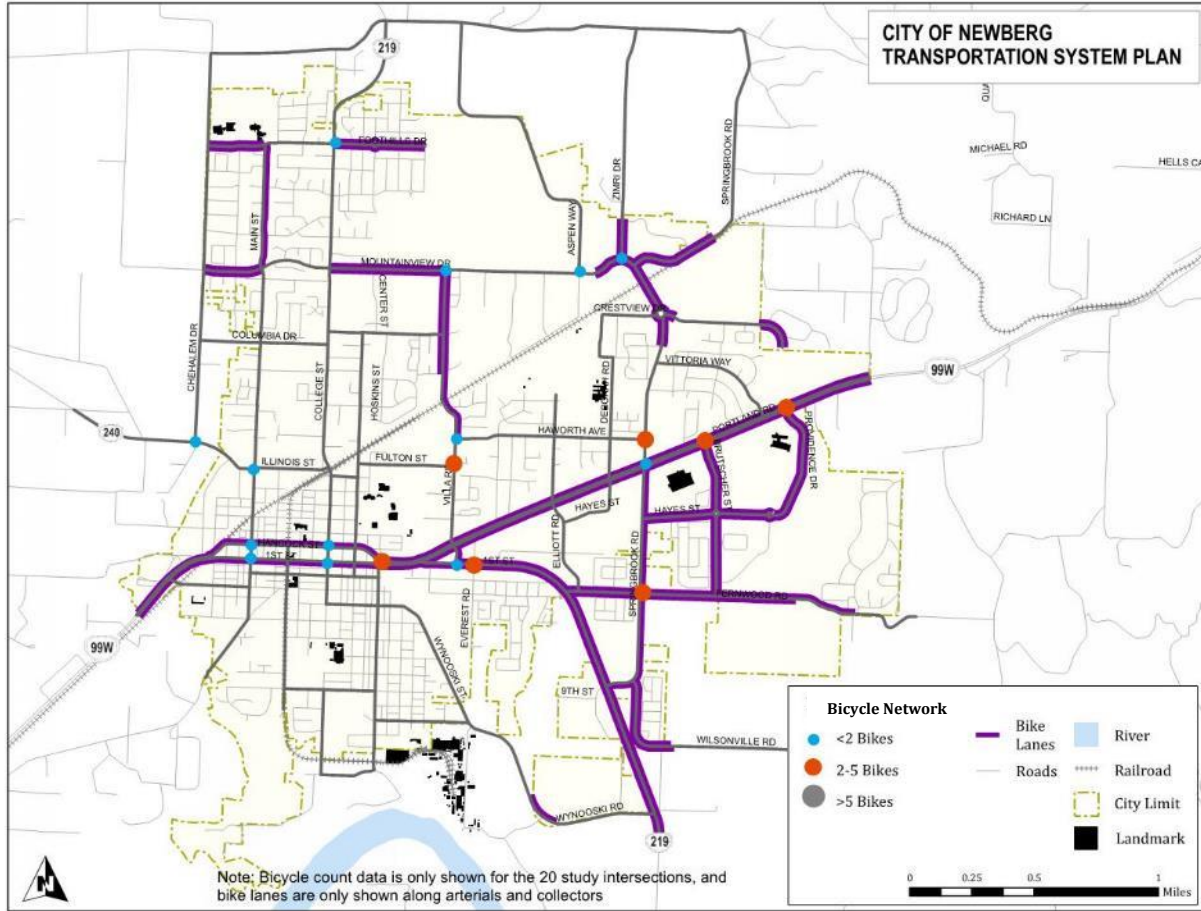 CITY OF NEWBERG
TRANSPORTATION SYSTEM PLAN
219
MICHAEL RD
HELLS CA
RICHARD LN
FOOTHILLS DR
ZIMRI DR
SPRINGBROOK RD
MAIN ST
ASPEN WAY
MOUNTAINVIEW DR
CENTER ST
CRESTVIEW DR
CHEHALEM DR
COLUMBIA DR
COLLEGE ST
HOSKINS ST
VITTORIA WAY
99W
DEBORAH RD
PORTLAND RD
PROVIDENCE DR
240
HAWORTH AVE
BRUTSCHER ST
ILLINOIS ST
FULTON ST
VILLA RD
HAYES ST
HAYES ST
ELLIOTT RD
HANCOCK ST
1ST ST
1ST ST
SPRINGBROOK RD
FERNWOOD RD
EVEREST RD
99W
WYNOOSKI ST
9TH ST
WILSONVILLE RD
WYNOOSKI RD
219
N
Note: Bicycle count data is only shown for the 20 study intersections, and
bike lanes are only shown along arterials and collectors
Bicycle Network
<2 Bikes
2-5 Bikes
>5 Bikes
Bike
Lanes
Roads
River
Railroad
City Limit
Landmark
0 0.25 0.5 1
Miles